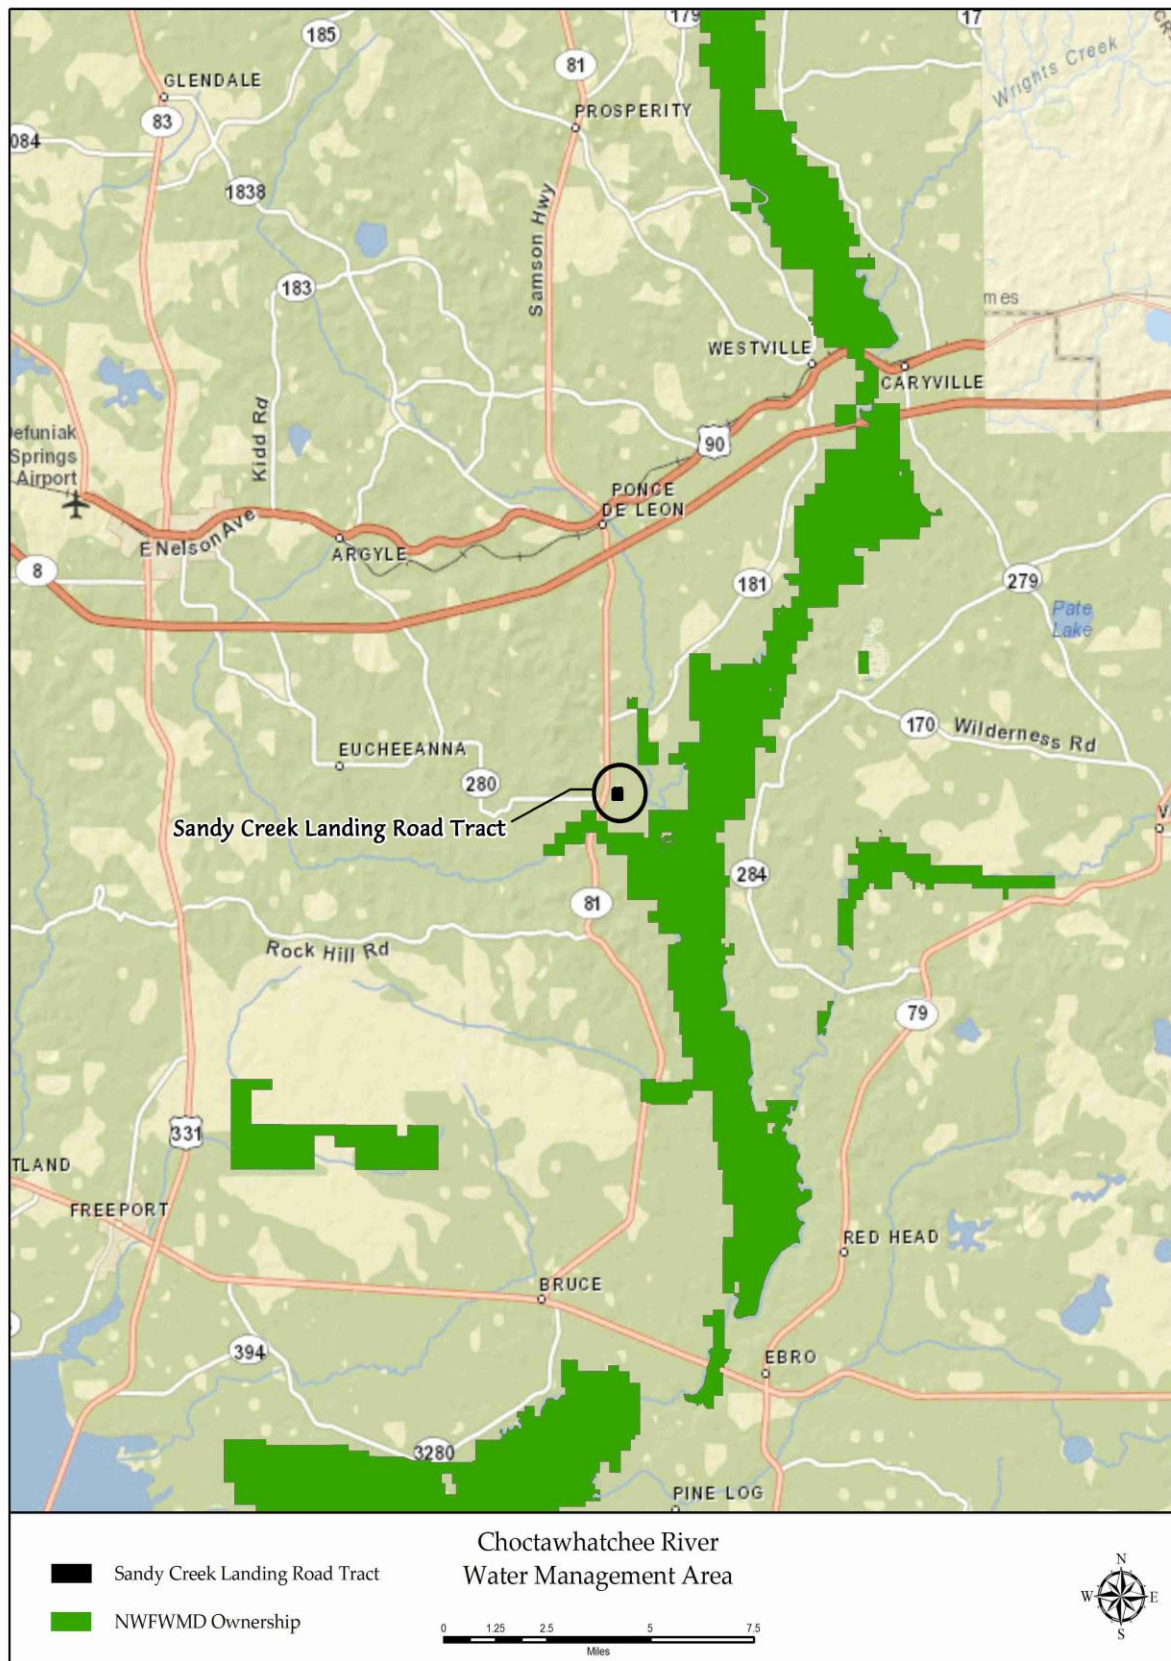 185
179
17
CR
GLENDALE
81
Wrights Creek
83
PROSPERITY
084
1838
Samson Hwy
183
mes
WESTVILLE
CARYVILLE
Kidd Rd
Defuniak
Springs
Airport
90
PONCE
DE LEON
E Nelson Ave
ARGYLE
8
181
279
Pate
Lake
170
Wilderness Rd
EUCHEEANNA
280
Sandy Creek Landing Road Tract
284
81
Rock Hill Rd
79
331
TLAND
FREEPORT
RED HEAD
BRUCE
394
EBRO
3280
PINE LOG
Choctawhatchee River
Water Management Area
Sandy Creek Landing Road Tract
NWFWMD Ownership
0 1.25 2.5 5 7.5
Miles
N
W E
S